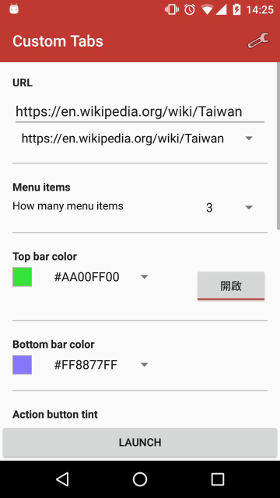 14:25
Custom Tabs
URL
https://en.wikipedia.org/wiki/Taiwan
https://en.wikipedia.org/wiki/Taiwan
Menu items
How many menu items 3
Top bar color
#AA00FF00
開啟
Bottom bar color
#FF8877FF
Action button tint
LAUNCH